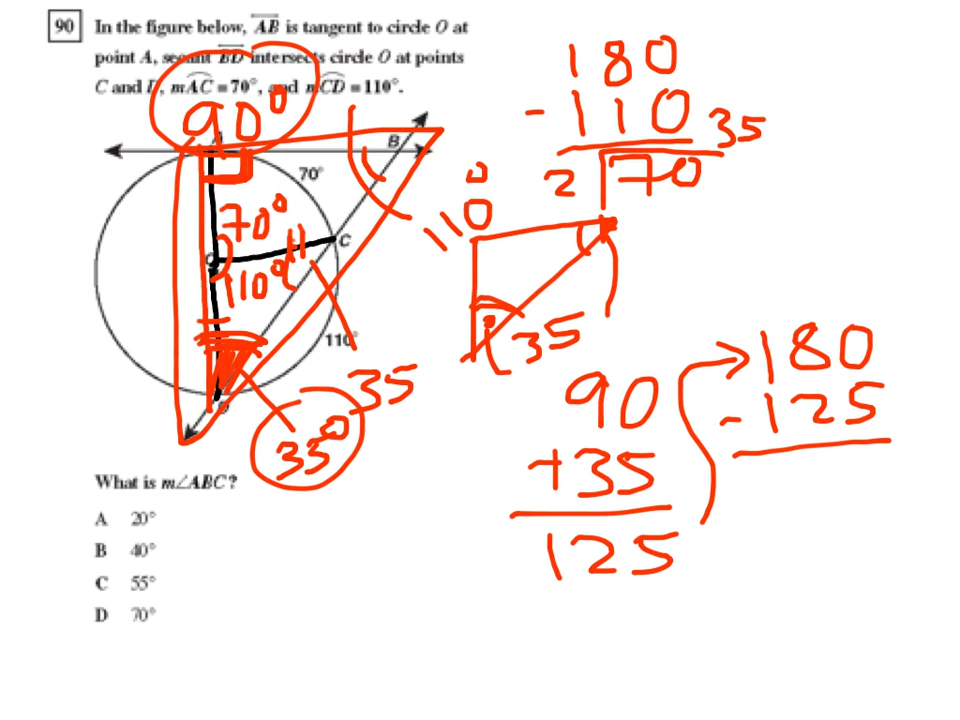 90 In the figure below, AB is tangent to circle O at
point A, secant BD intersects circle O at points
C and D, mAC = 70°, and mCD = 110°.
90°
A
B
70°
C
70°
110°
110°
D
35
35°
180
- 110
35
2 70
110°
35
90
+35
125
180
-125
What is m∠ABC?
A 20°
B 40°
C 55°
D 70°